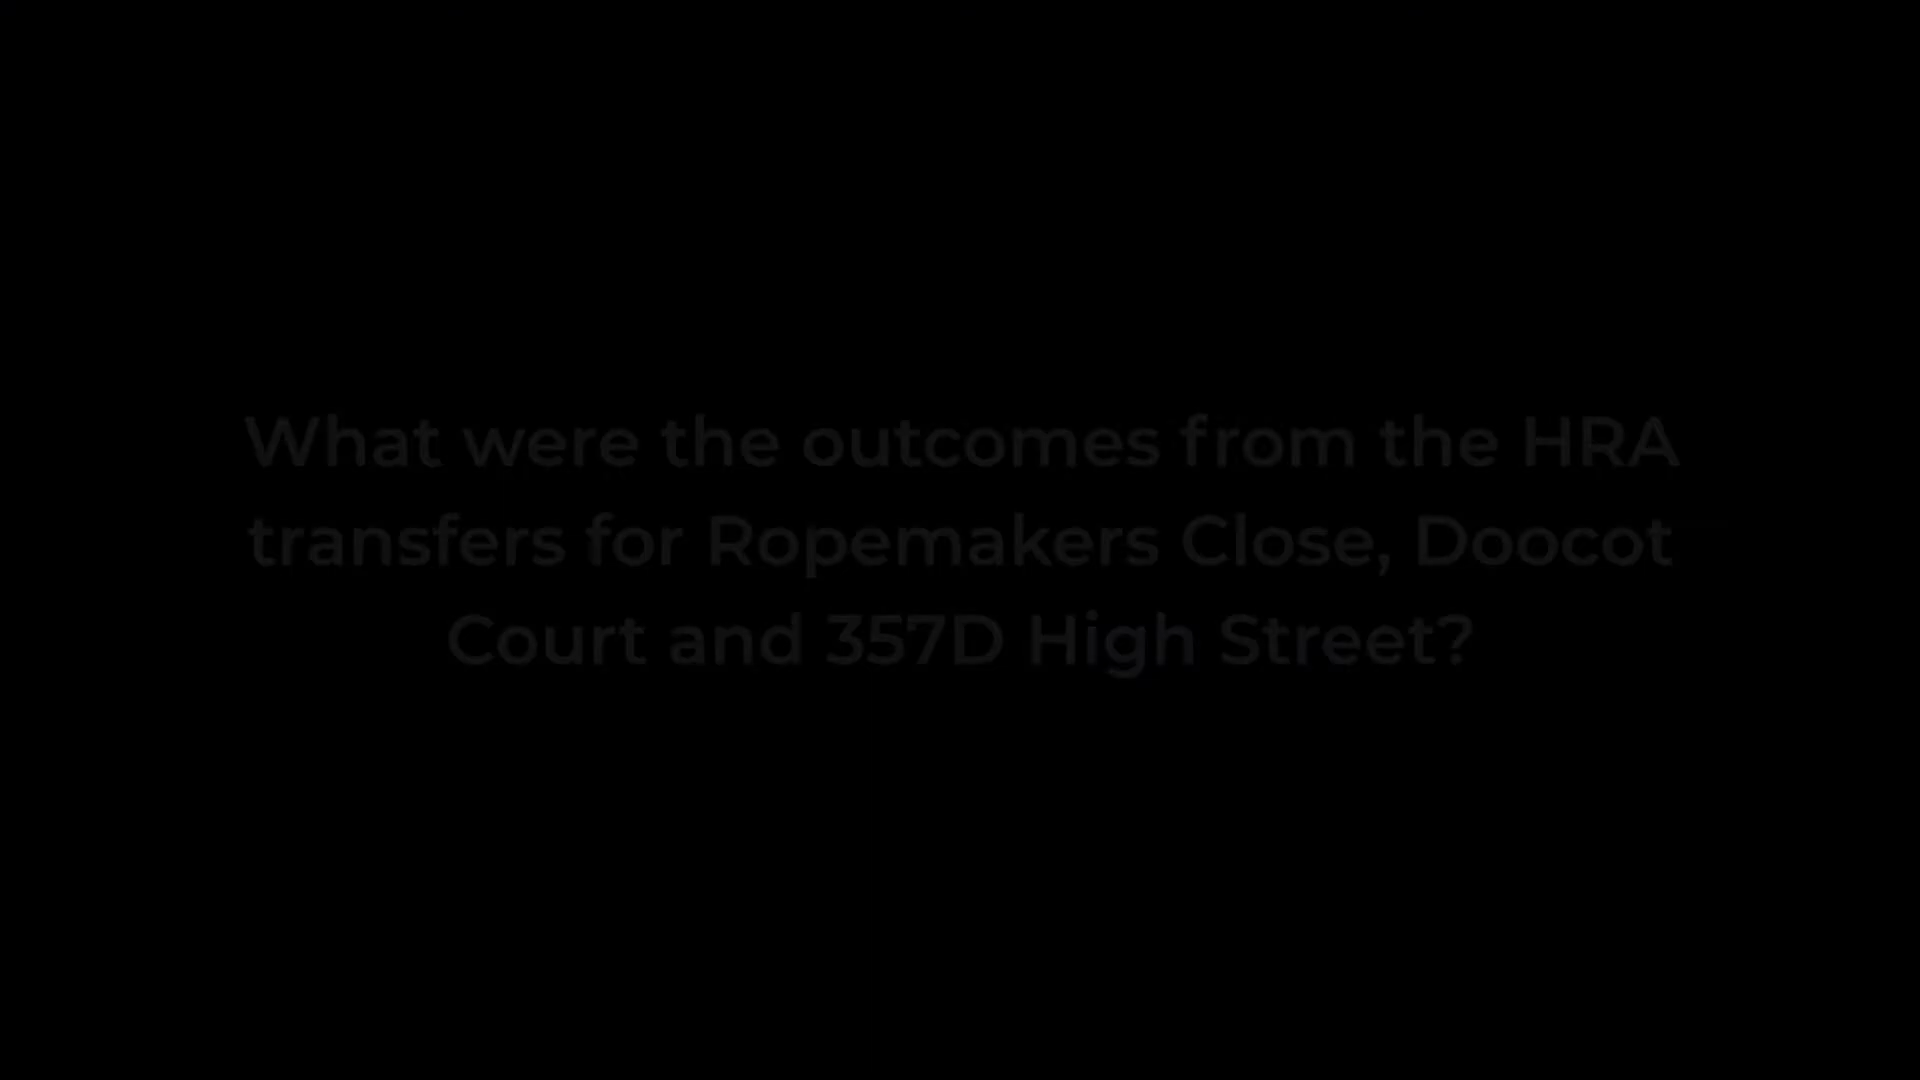 What were the outcomes from the HRA
transfers for Ropemakers Close, Doocot
Court and 357D High Street?